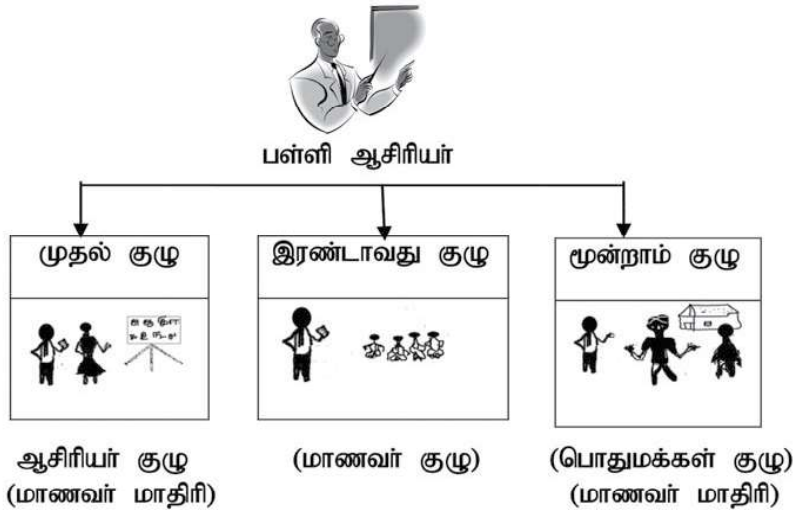 பள்ளி ஆசிரியர்
முதல் குழு
இரண்டாவது குழு
மூன்றாம் குழு
ஆசிரியர் குழு
(மாணவர் மாதிரி)
(மாணவர் குழு)
(பொதுமக்கள் குழு)
(மாணவர் மாதிரி)